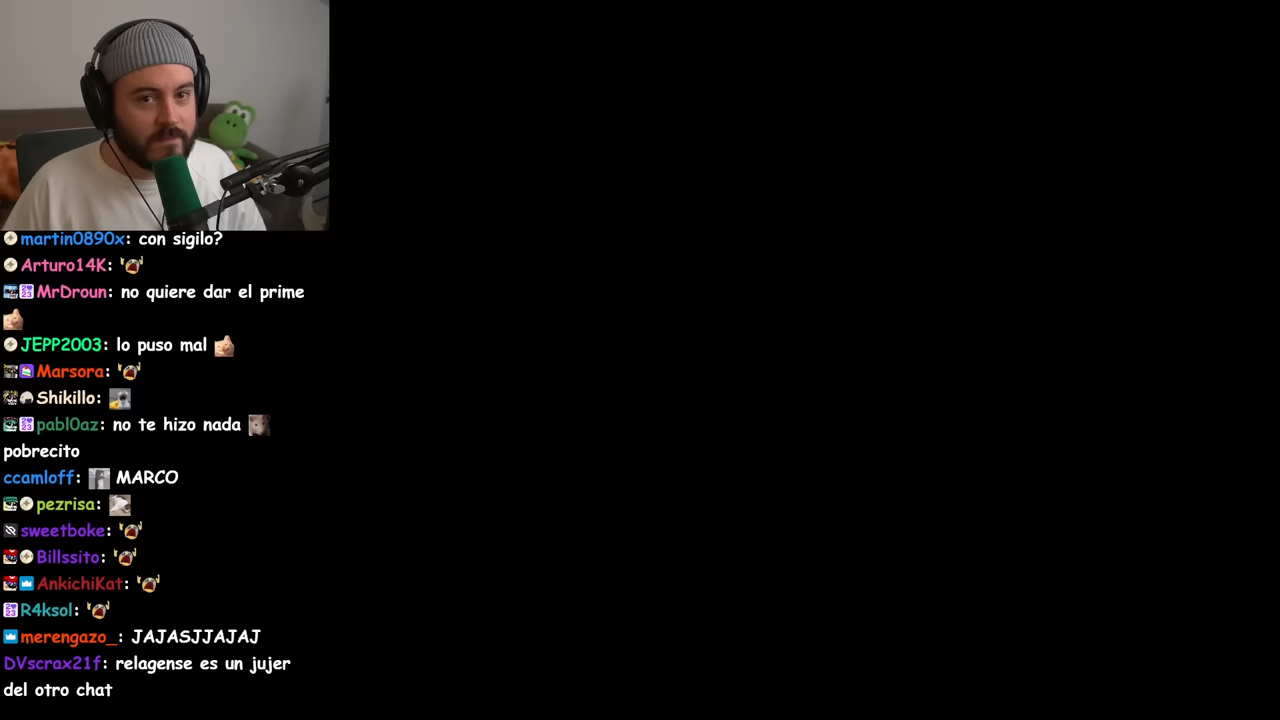 martin0890x: con sigilo?
Arturo14K:
MrDroun: no quiere dar el prime
JEPP2003: lo puso mal
Marsora:
Shikillo:
pabl0az: no te hizo nada
pobrecito
ccamloff: MARCO
pezrisa:
sweetboke:
Billssito:
AnkichiKat:
R4ksol:
merengazo_: JAJASJJAJAJ
DVscrax21f: relagense es un jujer
del otro chat